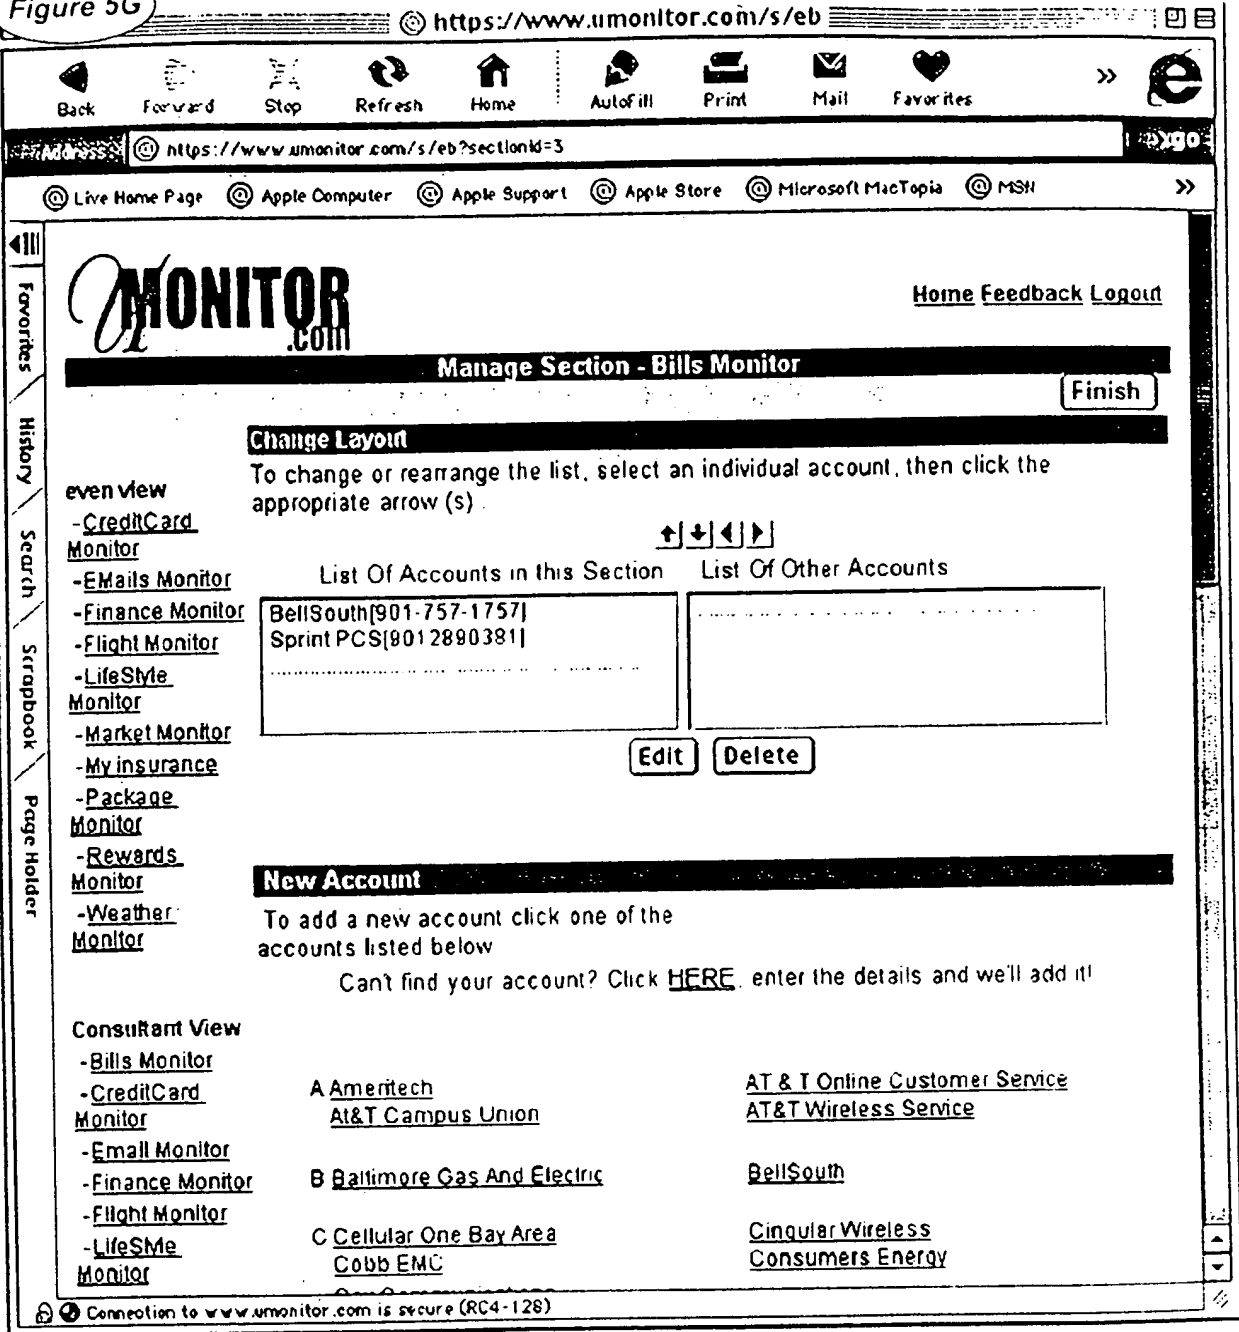 Figure 5G
https://www.umonitor.com/s/eb
Back Forward Stop Refresh Home AutoFill Print Mail Favorites »
Address https://www.umonitor.com/s/eb?sectionId=3 go
Live Home Page Apple Computer Apple Support Apple Store Microsoft MacTopia MSN »
Favorites
History
Search
Scrapbook
Page Holder
UMONITOR
.com
Home Feedback Logout
Manage Section - Bills Monitor
Finish
Change Layout
To change or rearrange the list, select an individual account, then click the
appropriate arrow (s)
List Of Accounts in this Section List Of Other Accounts
BellSouth[901-757-1757]
Sprint PCS[9012890381]
Edit Delete
even view
-CreditCard
Monitor
-EMails Monitor
-Finance Monitor
-Flight Monitor
-LifeStyle
Monitor
-Market Monitor
-My insurance
-Package
Monitor
-Rewards
Monitor
-Weather
Monitor
New Account
To add a new account click one of the
accounts listed below
Can't find your account? Click HERE, enter the details and we'll add it!
Consultant View
-Bills Monitor
-CreditCard
Monitor
-Email Monitor
-Finance Monitor
-Flight Monitor
-LifeStyle
Monitor
A Ameritech AT & T Online Customer Service
At&T Campus Union AT&T Wireless Service
B Baltimore Gas And Electric BellSouth
C Cellular One Bay Area Cingular Wireless
Cobb EMC Consumers Energy
Connection to www.umonitor.com is secure (RC4-128)